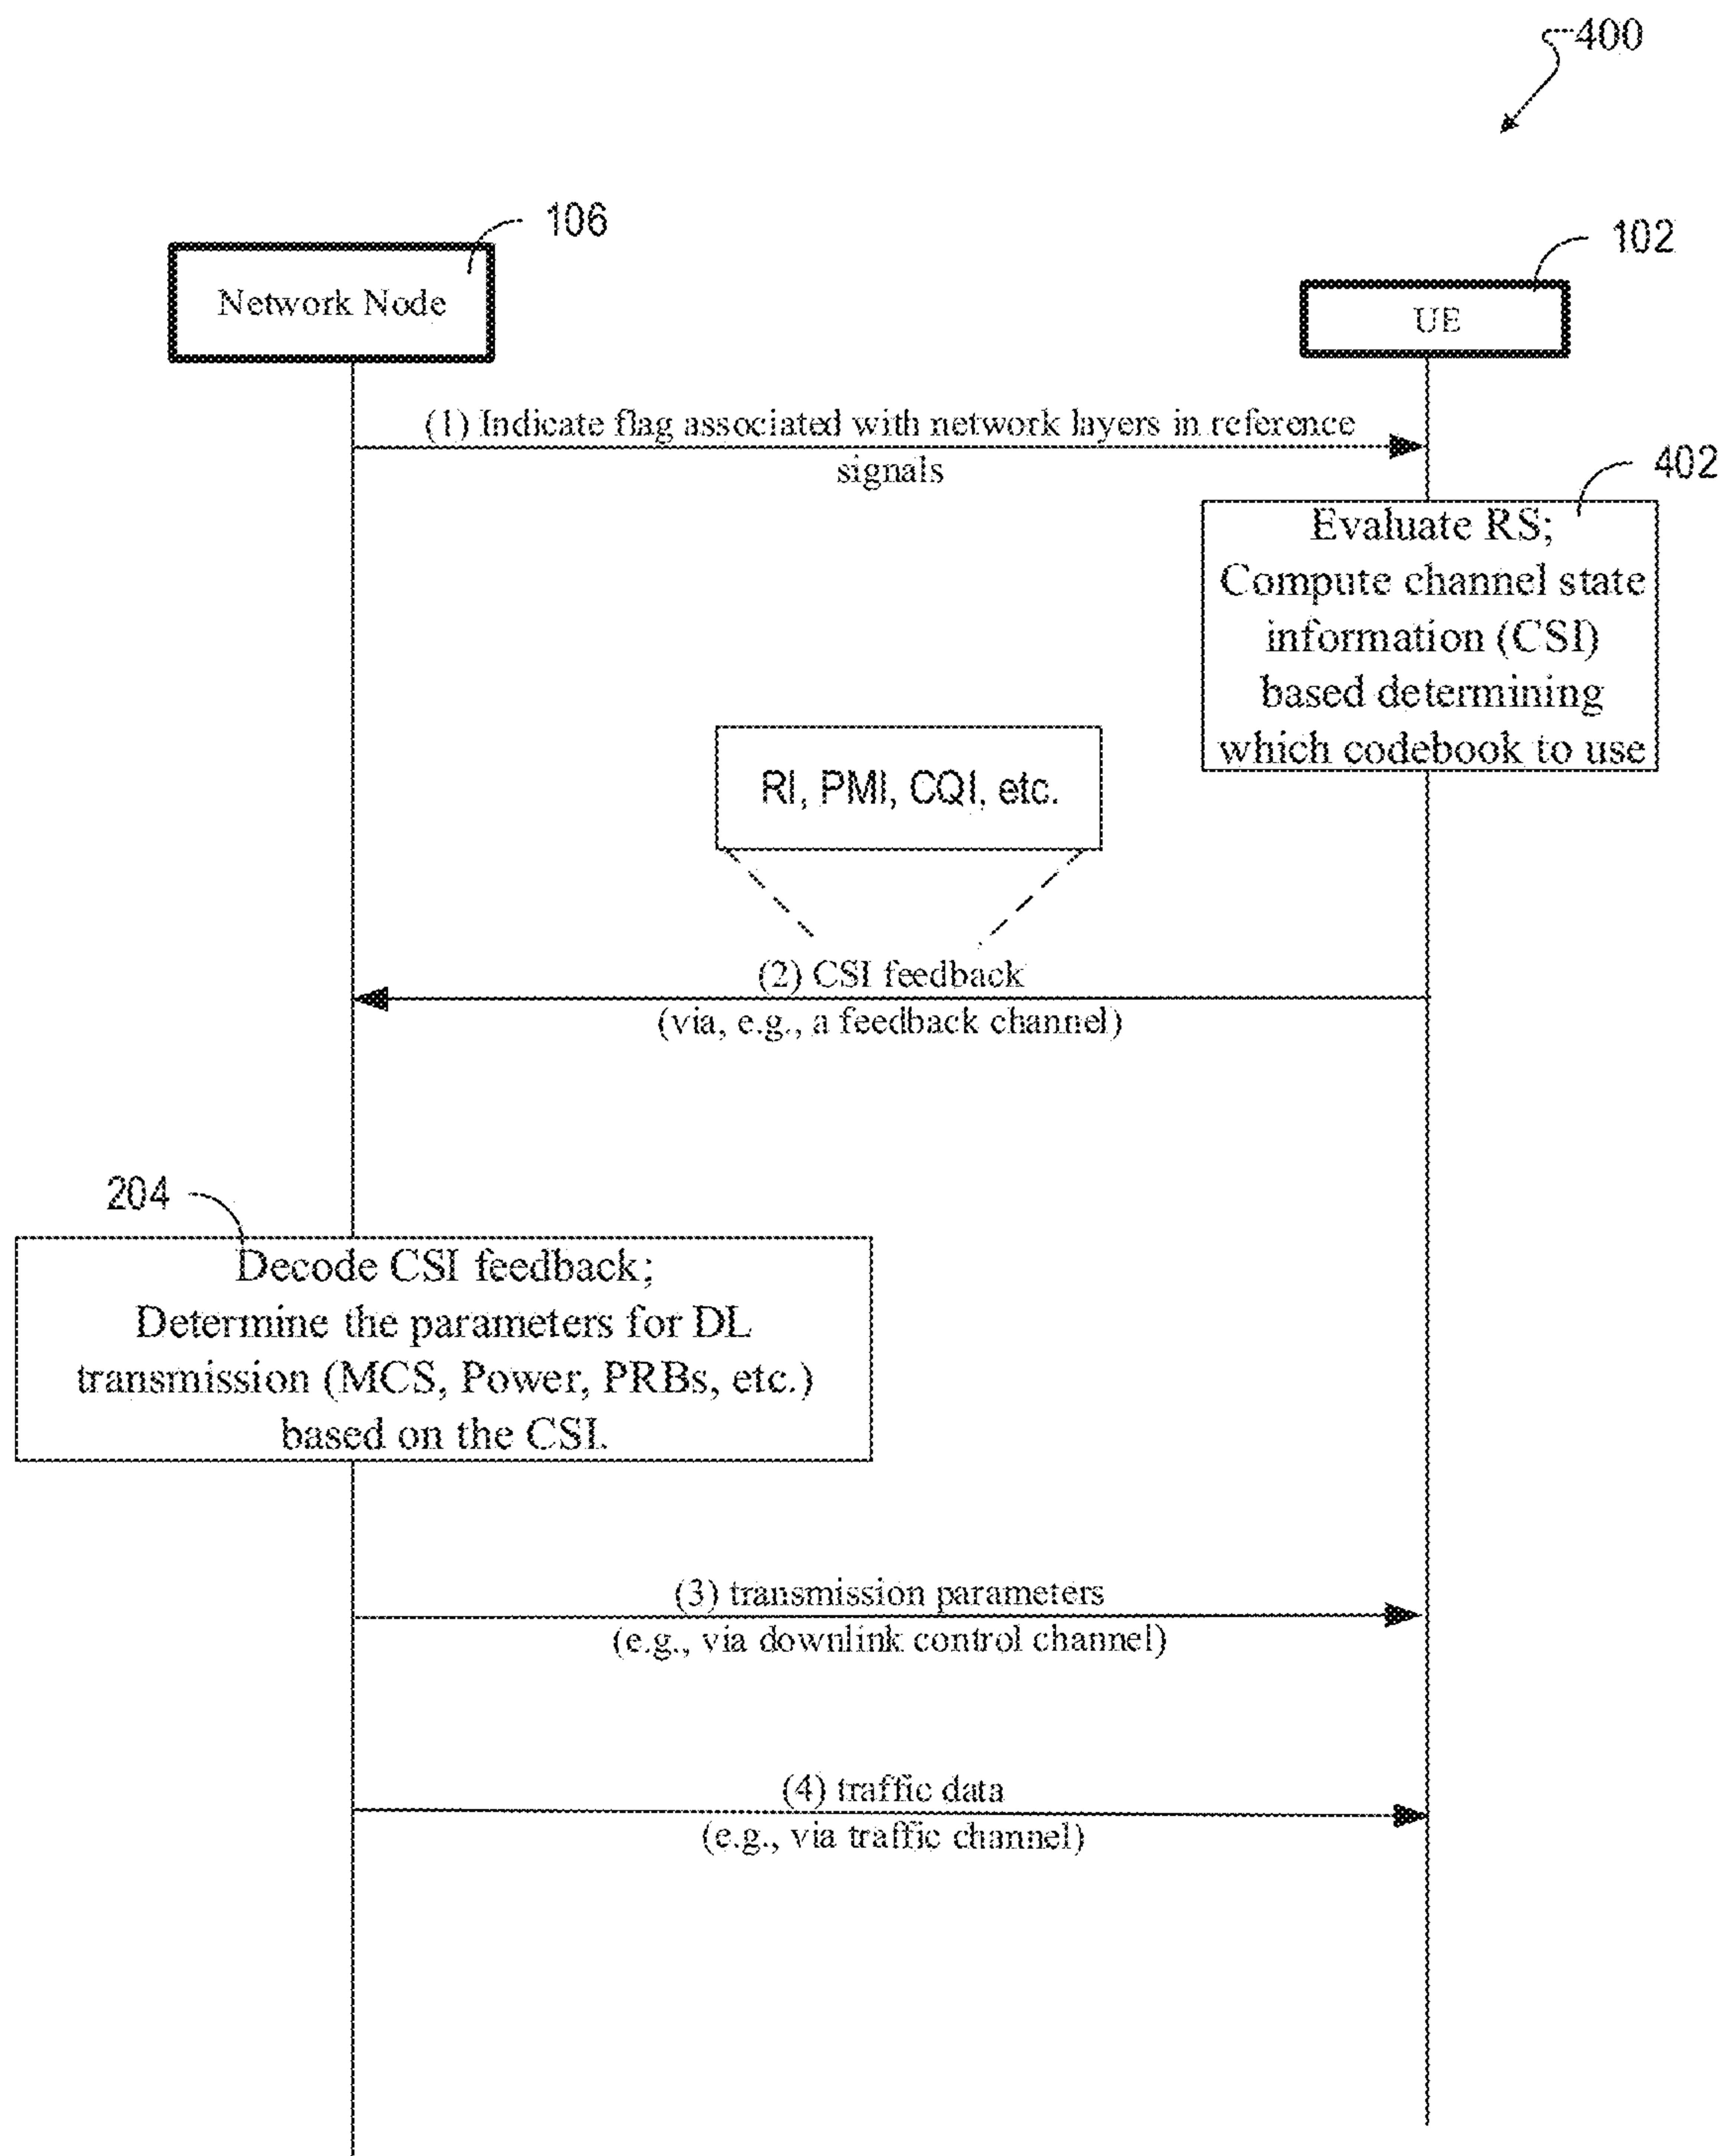 400
106
Network Node
102
UE
(1) Indicate flag associated with network layers in reference
signals
402
Evaluate RS;
Compute channel state
information (CSI)
based determining
which codebook to use
RI, PMI, CQI, etc.
(2) CSI feedback
(via, e.g., a feedback channel)
204
Decode CSI feedback;
Determine the parameters for DL
transmission (MCS, Power, PRBs, etc.)
based on the CSI.
(3) transmission parameters
(e.g., via downlink control channel)
(4) traffic data
(e.g., via traffic channel)